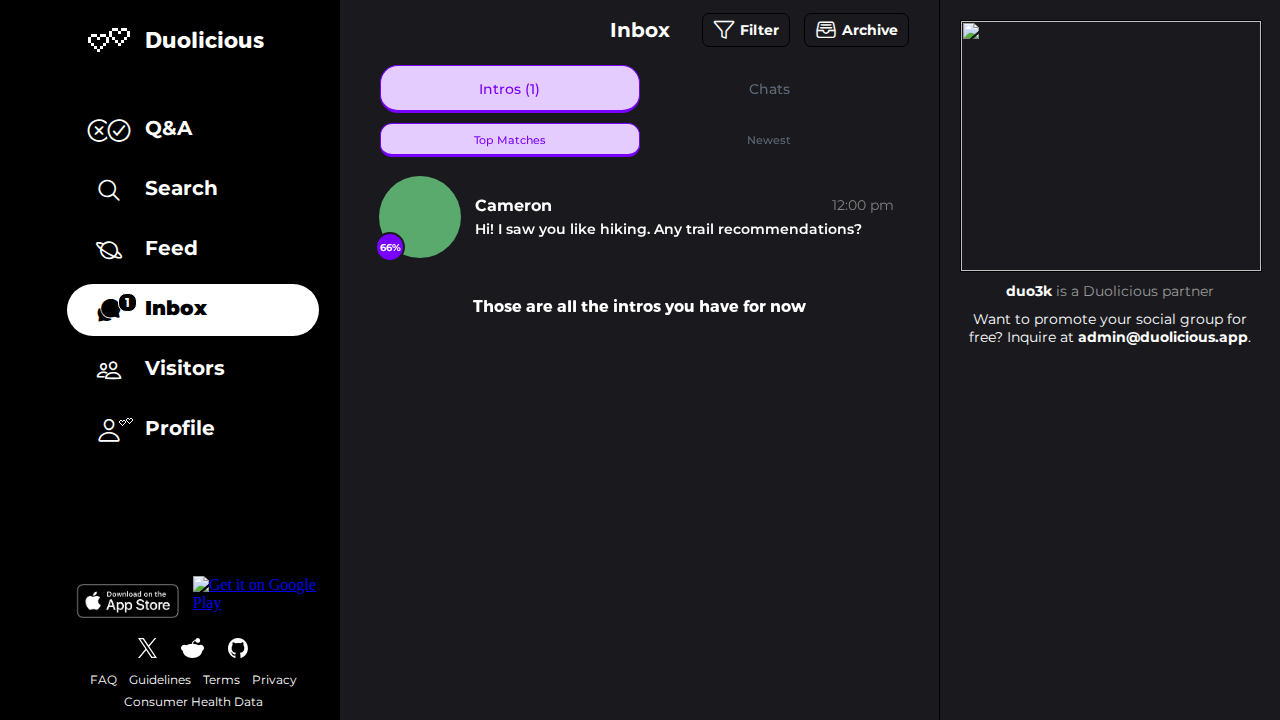 Duolicious
Q&A
Search
Feed
1
Inbox
Visitors
Profile
Download on the
App Store
Get it on Google
Play
FAQ Guidelines Terms Privacy
Consumer Health Data
Inbox
Filter
Archive
Intros (1)
Chats
Top Matches
Newest
Cameron
12:00 pm
Hi! I saw you like hiking. Any trail recommendations?
66%
Those are all the intros you have for now
duo3k is a Duolicious partner
Want to promote your social group for
free? Inquire at admin@duolicious.app.